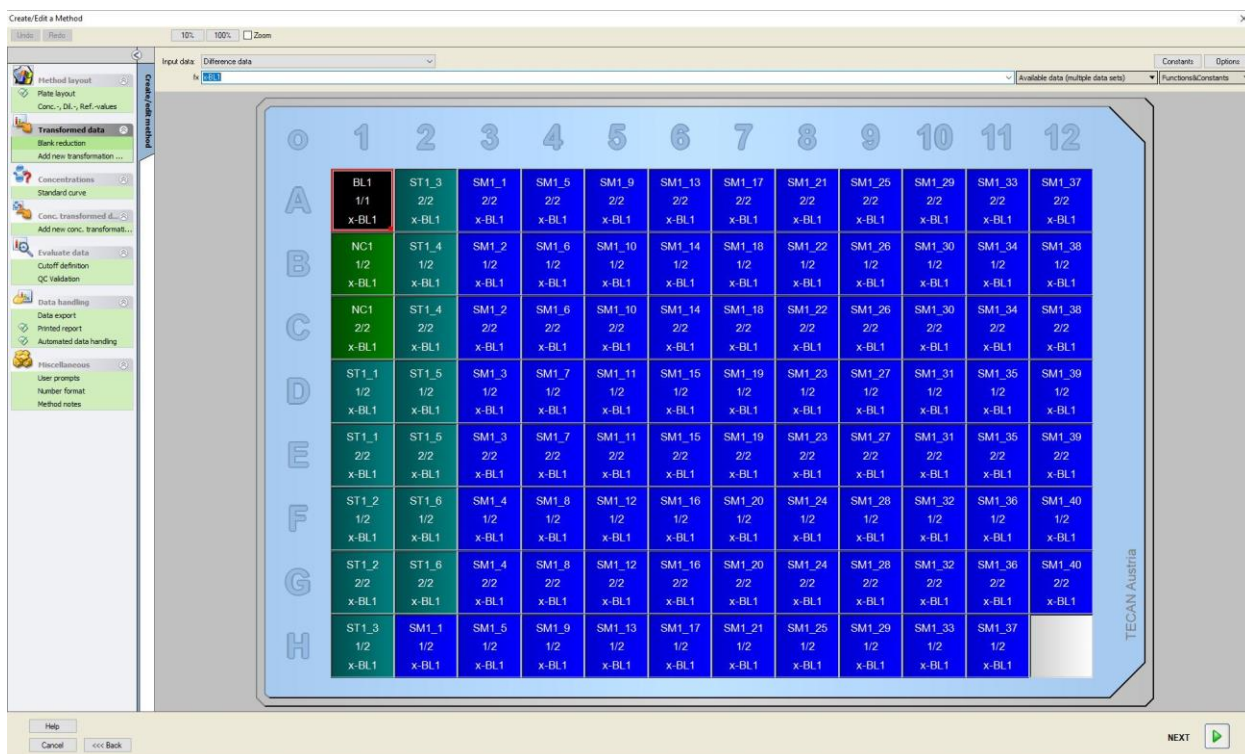 Create/Edit a Method
Undo Redo 10% 100% Zoom
Input data: Difference data Constants Options
fx x-BL1 Available data (multiple data sets) Functions&Constants
Create/edit method
Method layout
Plate layout
Conc.-, Dil.-, Ref.-values
Transformed data
Blank reduction
Add new transformation ...
Concentrations
Standard curve
Conc. transformed d...
Add new conc. transformati...
Evaluate data
Cutoff definition
QC Validation
Data handling
Data export
Printed report
Automated data handling
Miscellaneous
User prompts
Number format
Method notes
O 1 2 3 4 5 6 7 8 9 10 11 12
A
BL1 ST1_3 SM1_1 SM1_5 SM1_9 SM1_13 SM1_17 SM1_21 SM1_25 SM1_29 SM1_33 SM1_37
1/1 2/2 2/2 2/2 2/2 2/2 2/2 2/2 2/2 2/2 2/2 2/2
x-BL1 x-BL1 x-BL1 x-BL1 x-BL1 x-BL1 x-BL1 x-BL1 x-BL1 x-BL1 x-BL1 x-BL1
B
NC1 ST1_4 SM1_2 SM1_6 SM1_10 SM1_14 SM1_18 SM1_22 SM1_26 SM1_30 SM1_34 SM1_38
1/2 1/2 1/2 1/2 1/2 1/2 1/2 1/2 1/2 1/2 1/2 1/2
x-BL1 x-BL1 x-BL1 x-BL1 x-BL1 x-BL1 x-BL1 x-BL1 x-BL1 x-BL1 x-BL1 x-BL1
C
NC1 ST1_4 SM1_2 SM1_6 SM1_10 SM1_14 SM1_18 SM1_22 SM1_26 SM1_30 SM1_34 SM1_38
2/2 2/2 2/2 2/2 2/2 2/2 2/2 2/2 2/2 2/2 2/2 2/2
x-BL1 x-BL1 x-BL1 x-BL1 x-BL1 x-BL1 x-BL1 x-BL1 x-BL1 x-BL1 x-BL1 x-BL1
D
ST1_1 ST1_5 SM1_3 SM1_7 SM1_11 SM1_15 SM1_19 SM1_23 SM1_27 SM1_31 SM1_35 SM1_39
1/2 1/2 1/2 1/2 1/2 1/2 1/2 1/2 1/2 1/2 1/2 1/2
x-BL1 x-BL1 x-BL1 x-BL1 x-BL1 x-BL1 x-BL1 x-BL1 x-BL1 x-BL1 x-BL1 x-BL1
E
ST1_1 ST1_5 SM1_3 SM1_7 SM1_11 SM1_15 SM1_19 SM1_23 SM1_27 SM1_31 SM1_35 SM1_39
2/2 2/2 2/2 2/2 2/2 2/2 2/2 2/2 2/2 2/2 2/2 2/2
x-BL1 x-BL1 x-BL1 x-BL1 x-BL1 x-BL1 x-BL1 x-BL1 x-BL1 x-BL1 x-BL1 x-BL1
F
ST1_2 ST1_6 SM1_4 SM1_8 SM1_12 SM1_16 SM1_20 SM1_24 SM1_28 SM1_32 SM1_36 SM1_40
1/2 1/2 1/2 1/2 1/2 1/2 1/2 1/2 1/2 1/2 1/2 1/2
x-BL1 x-BL1 x-BL1 x-BL1 x-BL1 x-BL1 x-BL1 x-BL1 x-BL1 x-BL1 x-BL1 x-BL1
G
ST1_2 ST1_6 SM1_4 SM1_8 SM1_12 SM1_16 SM1_20 SM1_24 SM1_28 SM1_32 SM1_36 SM1_40
2/2 2/2 2/2 2/2 2/2 2/2 2/2 2/2 2/2 2/2 2/2 2/2
x-BL1 x-BL1 x-BL1 x-BL1 x-BL1 x-BL1 x-BL1 x-BL1 x-BL1 x-BL1 x-BL1 x-BL1
H
ST1_3 SM1_1 SM1_5 SM1_9 SM1_13 SM1_17 SM1_21 SM1_25 SM1_29 SM1_33 SM1_37
1/2 1/2 1/2 1/2 1/2 1/2 1/2 1/2 1/2 1/2 1/2
x-BL1 x-BL1 x-BL1 x-BL1 x-BL1 x-BL1 x-BL1 x-BL1 x-BL1 x-BL1 x-BL1
TECAN Austria
Help
Cancel <<< Back
NEXT